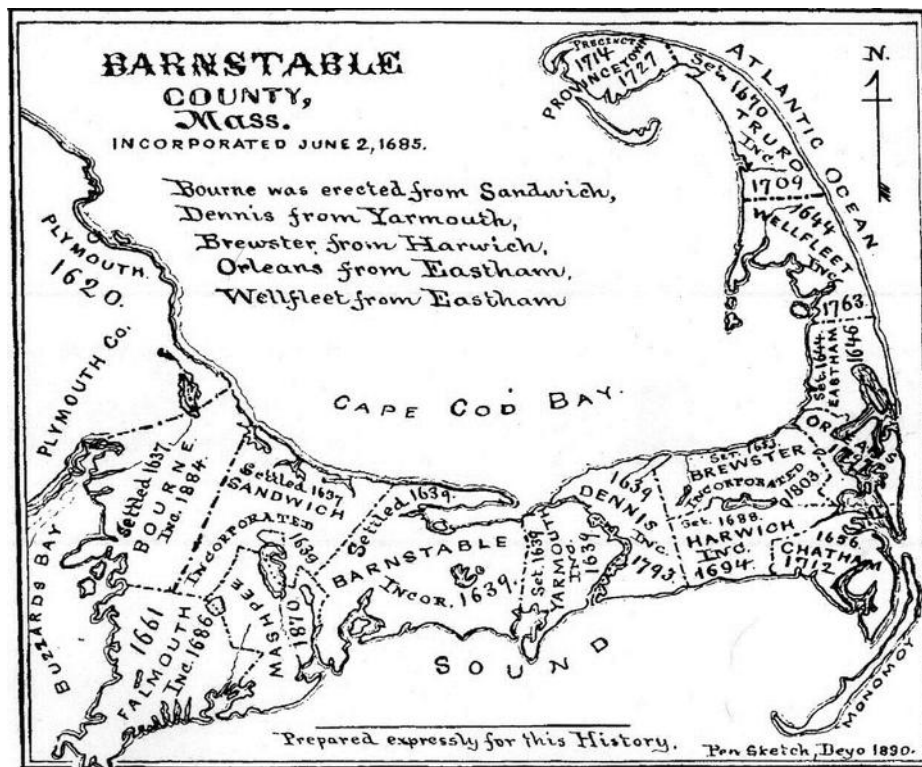 BARNSTABLE
COUNTY,
Mass.
INCORPORATED JUNE 2, 1685.
Bourne was erected from Sandwich,
Dennis from Yarmouth,
Brewster from Harwich,
Orleans from Eastham,
Wellfleet from Eastham
N.
ATLANTIC OCEAN
PRECINCT
1714
PROVINCETOWN
1727
Set. 1670
TRURO
Inc.
1709
1644
WELLFLEET
Inc.
1763
Set. 1644
EASTHAM
1646
ORLEANS
PLYMOUTH.
1620.
PLYMOUTH Co.
CAPE COD BAY.
BUZZARDS BAY
Settled 1637
BOURNE
Inc. 1884
Settled 1637
SANDWICH
INCORPORATED
1639
Settled 1639.
BARNSTABLE
INCOR. 1639.
Set. 1639
YARMOUTH
Inc.
1639
1639
DENNIS
Inc.
1793
BREWSTER
INCORPORATED
1803
Set. 1688.
HARWICH
Inc.
1694.
1656
CHATHAM
1712
1661
FALMOUTH
Inc. 1686
MASHPEE
1870
SOUND
MONOMOY
Prepared expressly for this History.
Pen Sketch, Deyo 1890.